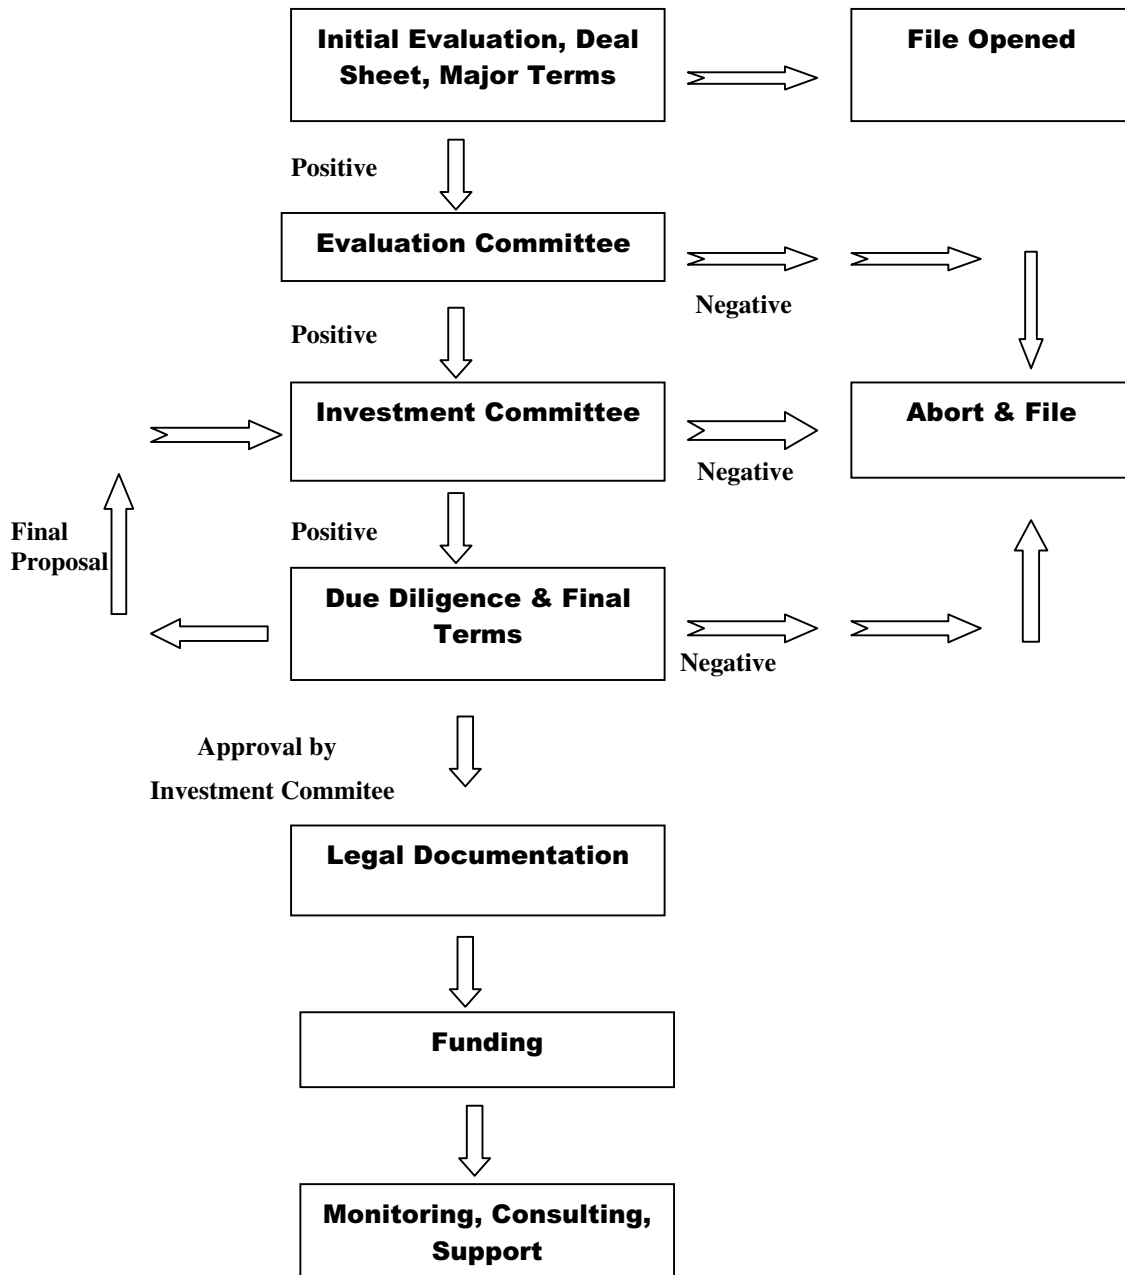 Initial Evaluation, Deal
Sheet, Major Terms
File Opened
Positive
Evaluation Committee
Negative
Positive
Investment Committee
Abort & File
Negative
Final
Proposal
Positive
Due Diligence & Final
Terms
Negative
Approval by
Investment Commitee
Legal Documentation
Funding
Monitoring, Consulting,
Support